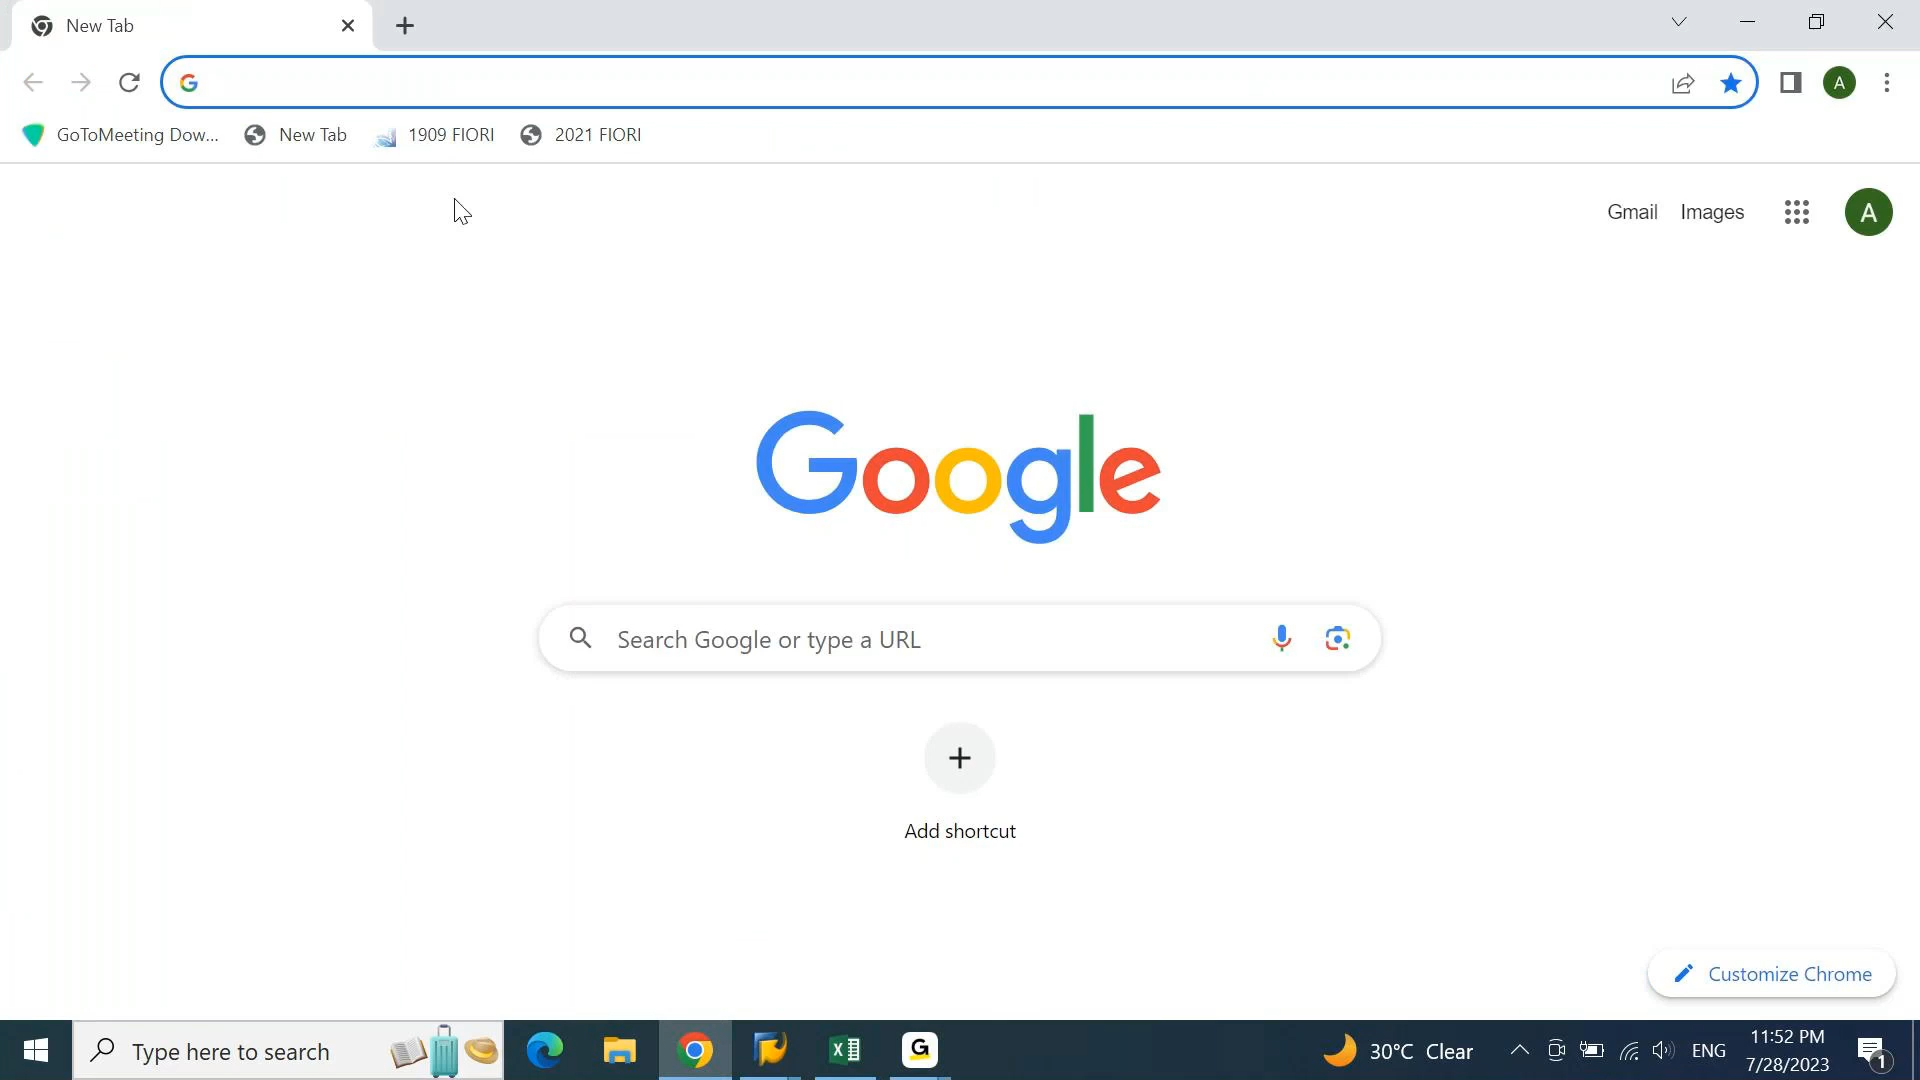 New Tab
GoToMeeting Dow... New Tab 1909 FIORI 2021 FIORI
Gmail Images A
A
Google
Search Google or type a URL
Add shortcut
Customize Chrome
Type here to search
30°C Clear
ENG
11:52 PM
7/28/2023
1